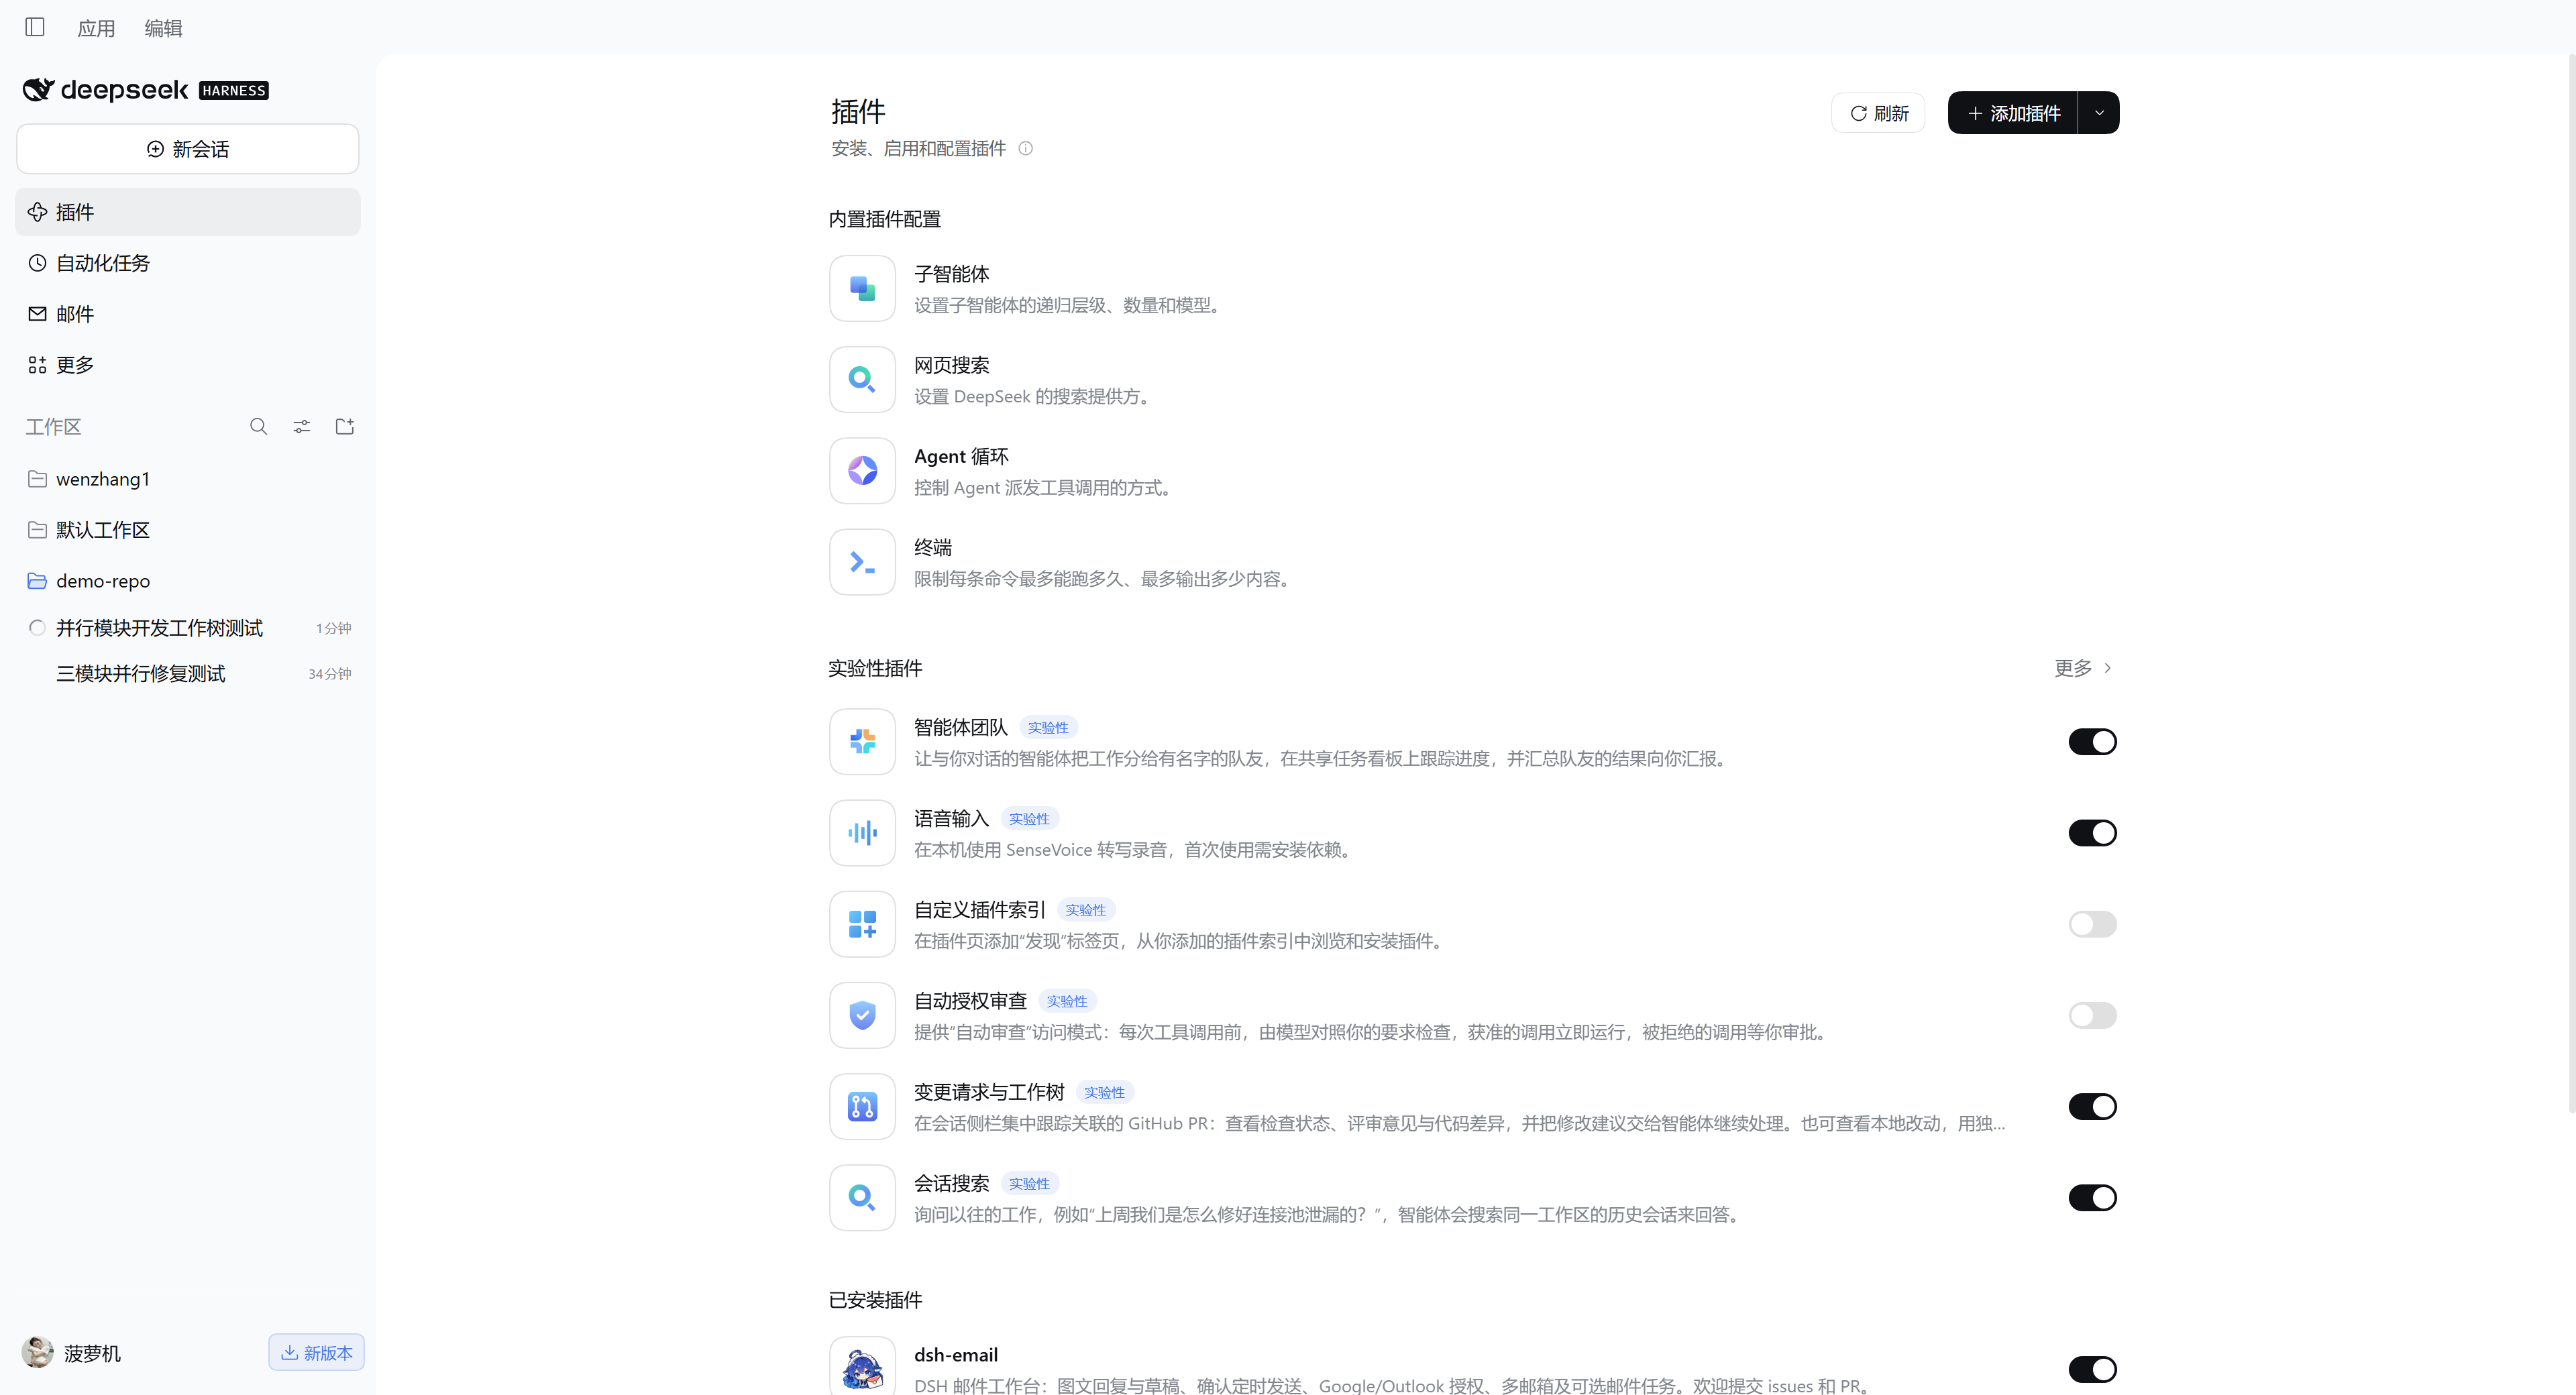 应用 编辑
deepseek HARNESS
新会话
插件
自动化任务
邮件
更多
工作区
wenzhang1
默认工作区
demo-repo
并行模块开发工作树测试 1分钟
三模块并行修复测试 34分钟
菠萝机 新版本
插件
安装、启用和配置插件
刷新
添加插件
内置插件配置
子智能体
设置子智能体的递归层级、数量和模型。
网页搜索
设置 DeepSeek 的搜索提供方。
Agent 循环
控制 Agent 派发工具调用的方式。
终端
限制每条命令最多能跑多久、最多输出多少内容。
实验性插件 更多
智能体团队 实验性
让与你对话的智能体把工作分给有名字的队友，在共享任务看板上跟踪进度，并汇总队友的结果向你汇报。
语音输入 实验性
在本机使用 SenseVoice 转写录音，首次使用需安装依赖。
自定义插件索引 实验性
在插件页添加“发现”标签页，从你添加的插件索引中浏览和安装插件。
自动授权审查 实验性
提供“自动审查”访问模式：每次工具调用前，由模型对照你的要求检查，获准的调用立即运行，被拒绝的调用等你审批。
变更请求与工作树 实验性
在会话侧栏集中跟踪关联的 GitHub PR：查看检查状态、评审意见与代码差异，并把修改建议交给智能体继续处理。也可查看本地改动，用独...
会话搜索 实验性
询问以往的工作，例如“上周我们是怎么修好连接池泄漏的？”，智能体会搜索同一工作区的历史会话来回答。
已安装插件
dsh-email
DSH 邮件工作台：图文回复与草稿、确认定时发送、Google/Outlook 授权、多邮箱及可选邮件任务。欢迎提交 issues 和 PR。